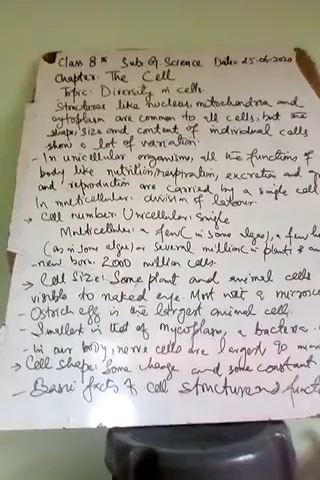 Class 8th Sub G. Science Date: 25-06-2020
Chapter: The Cell
Topic: Diversity in cells.
Structures like nucleus, mitochondria and
cytoplasm are common to all cells, but the
shape, size and content of individual cells
show a lot of variation.
- In unicellular organisms, all the functions of
body like nutrition, respiration, excretion and
and reproduction are carried by a single cell
In multicellular: division of labour.
→ Cell number: Unicellular: Single
Multicellular: a few (in some algae), a few
(as in some algae) or several million in plants &
- new born: 2000 million cells.
→ Cell Size: Some plant and animal cells
visible to naked eye. Most visit a
- Ostrich egg is the largest animal cell.
- Smallest is that of mycoplasma, a bacteria.
- In our body, nerve cells are largest 90
→ Cell shape: Some change and some constant
- Basic facts of cell structure and